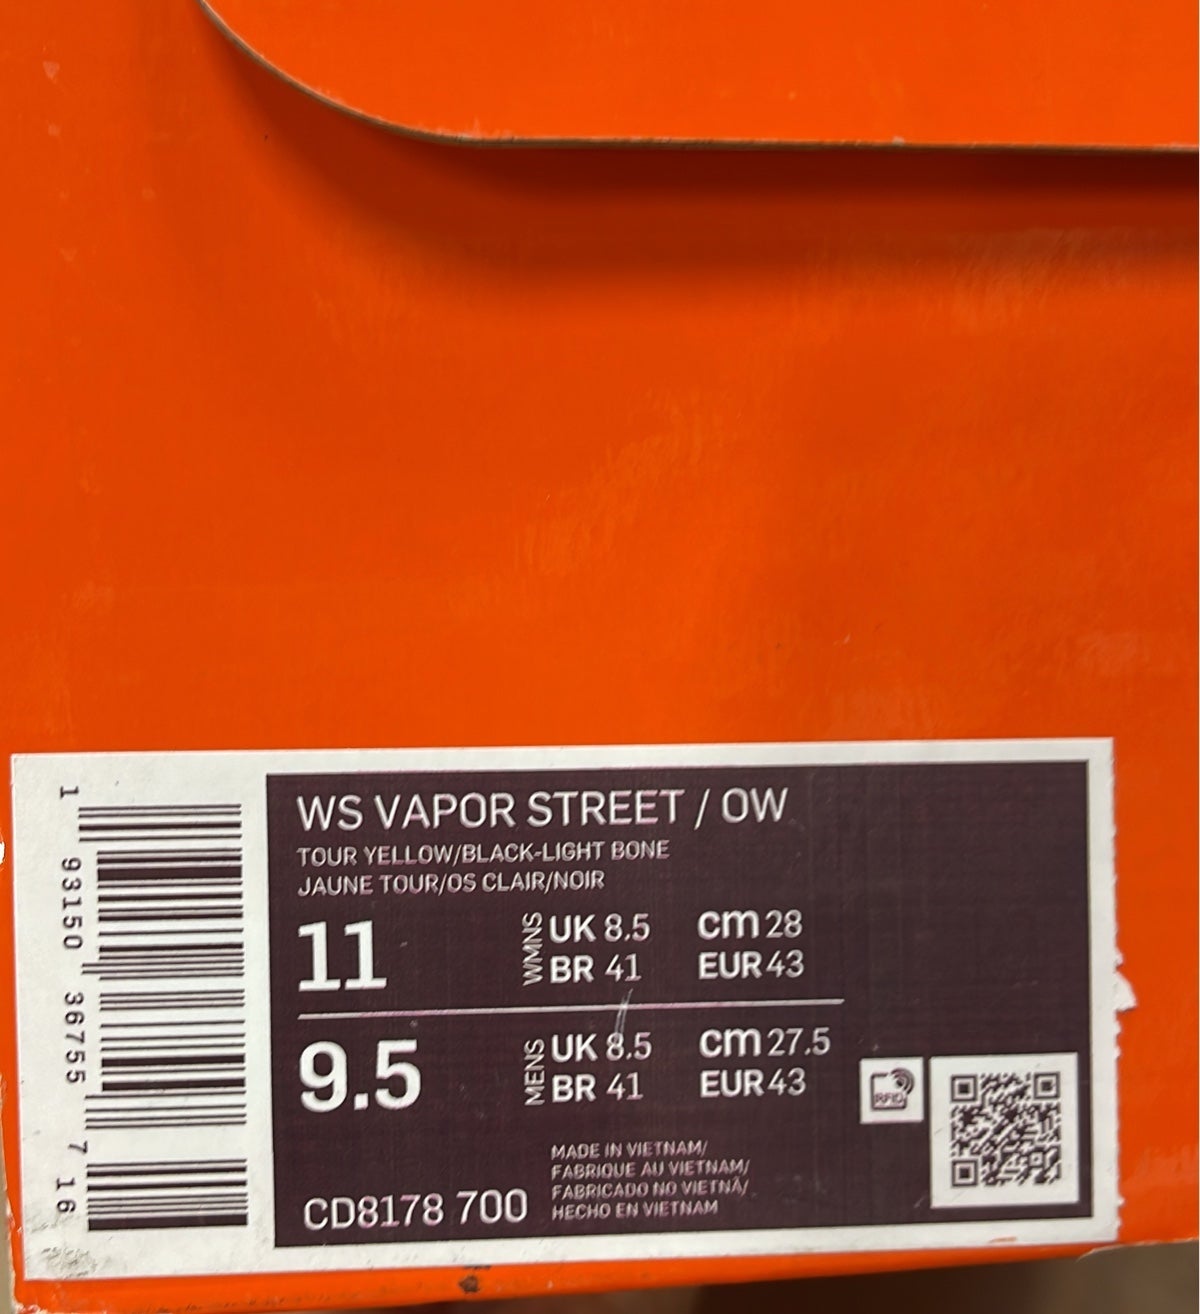 WS VAPOR STREET / OW
TOUR YELLOW/BLACK-LIGHT BONE
JAUNE TOUR/OS CLAIR/NOIR
11 WMNS UK 8.5 cm 28
BR 41 EUR 43
9.5 MENS UK 8.5 cm 27.5
BR 41 EUR 43
RFID
MADE IN VIETNAM/
FABRIQUE AU VIETNAM/
FABRICADO NO VIETNÃ/
HECHO EN VIETNAM
CD8178 700
1 93150 36755 7 16